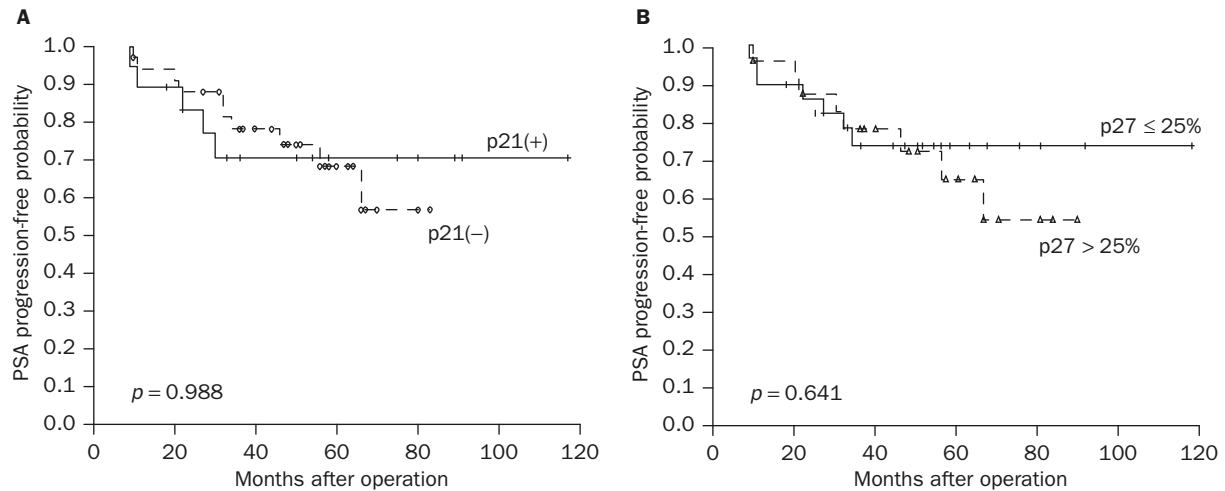 A
PSA progression-free probability
1.0
0.9
0.8
0.7
0.6
0.5
0.4
0.3
0.2
0.1
0.0
p21(+)
p21(−)
p = 0.988
0 20 40 60 80 100 120
Months after operation
B
PSA progression-free probability
1.0
0.9
0.8
0.7
0.6
0.5
0.4
0.3
0.2
0.1
0.0
p27 ≤ 25%
p27 > 25%
p = 0.641
0 20 40 60 80 100 120
Months after operation